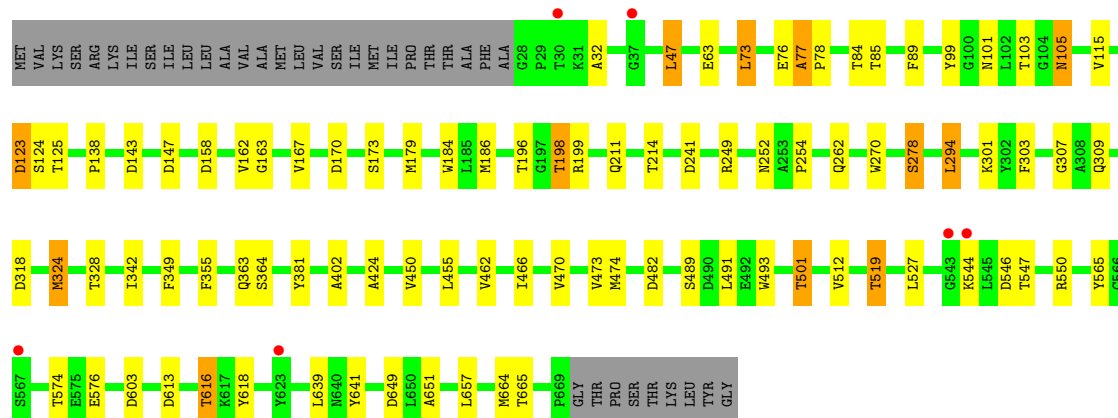 MET VAL LYS SER ARG LYS ILE SER ILE LEU LEU ALA VAL ALA MET LEU VAL SER ILE MET ILE PRO THR THR ALA PHE ALA G28 P29 T30 K31 A32 G37 L47 E63 L73 E76 A77 P78 T84 T85 F89 Y99 G100 N101 L102 T103 G104 N105 V115
D123 S124 T125 P138 D143 D147 D158 V162 G163 V167 D170 S173 M179 W184 L185 M186 T196 G197 T198 R199 Q211 T214 D241 R249 N252 A253 P254 Q262 W270 S278 L294 K301 Y302 F303 G307 A308 Q309
D318 M324 T328 I342 F349 F355 Q363 S364 Y381 A402 A424 V450 L455 V462 I466 V470 V473 M474 D482 S489 D490 L491 E492 W493 T501 V512 T519 L527 G543 K544 L545 D546 T547 R550 Y565 G566
S567 T574 E575 E576 D603 D613 T616 K617 Y618 Y623 L639 N640 Y641 D649 L650 A651 L657 M664 T665 P669 GLY THR PRO SER THR LYS LEU TYR GLY